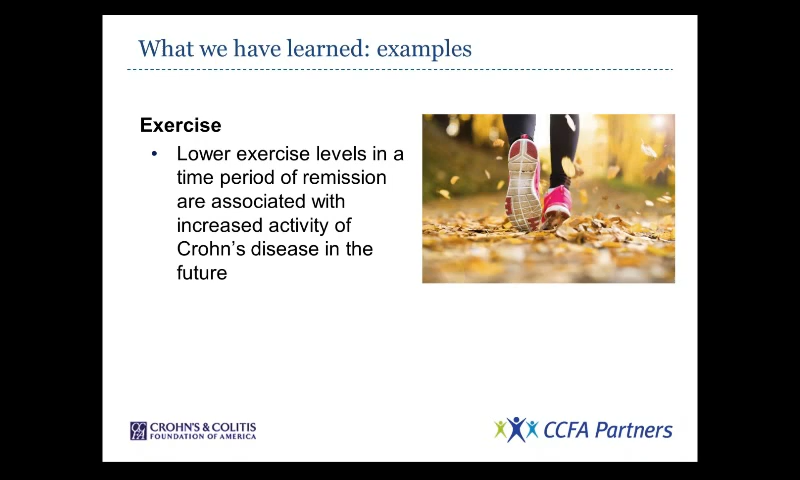 What we have learned: examples
Exercise
• Lower exercise levels in a
time period of remission
are associated with
increased activity of
Crohn's disease in the
future
CROHN'S & COLITIS
FOUNDATION OF AMERICA
CCFA Partners